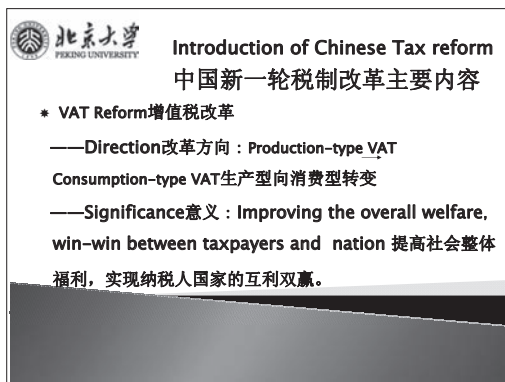 北京大学
PEKING UNIVERSITY
Introduction of Chinese Tax reform
中国新一轮税制改革主要内容
* VAT Reform增值税改革
——Direction改革方向：Production-type VAT
Consumption-type VAT生产型向消费型转变
——Significance意义：Improving the overall welfare,
win-win between taxpayers and nation 提高社会整体
福利，实现纳税人国家的互利双赢。